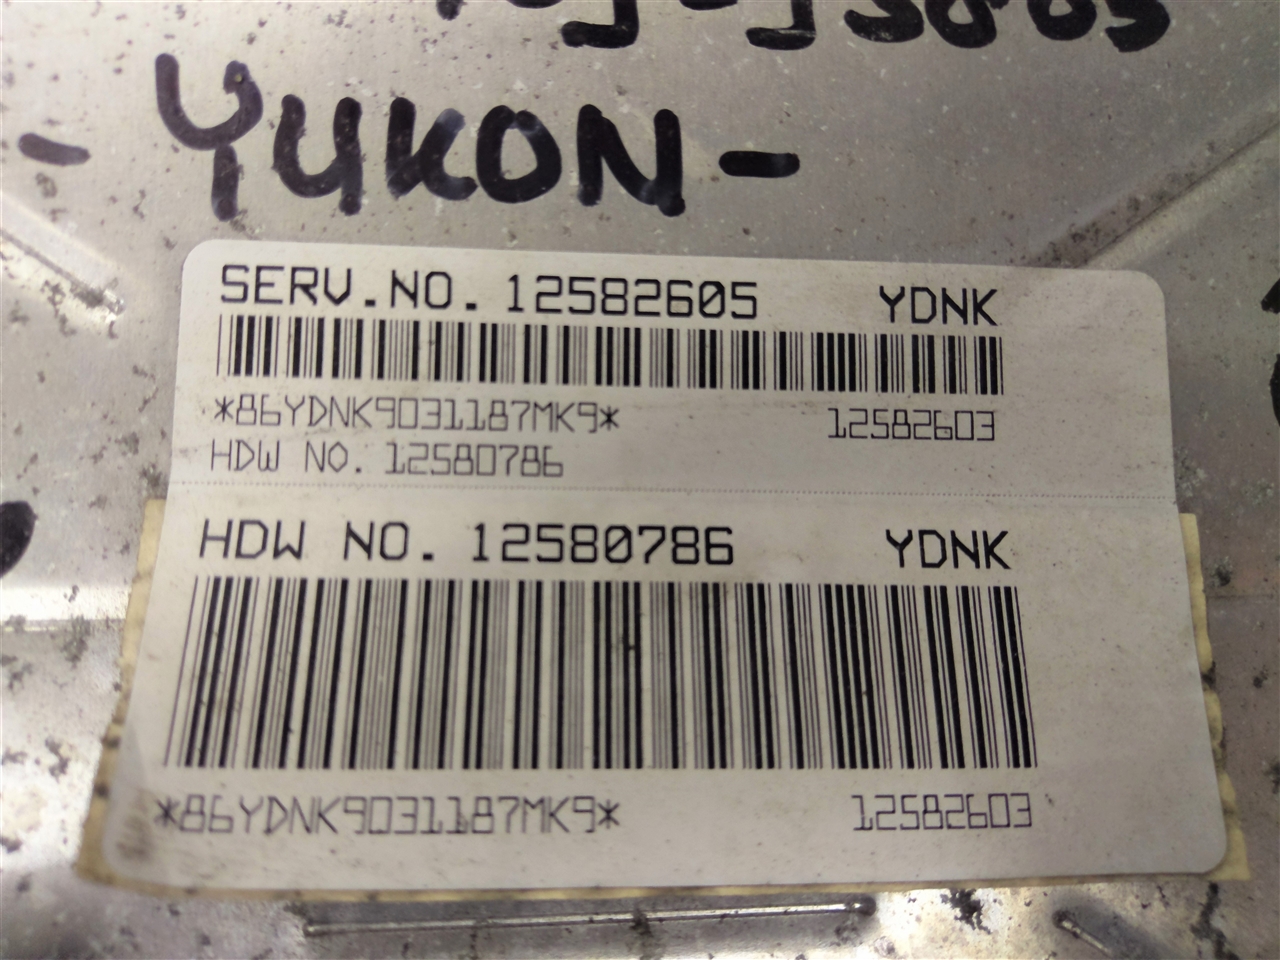 - YUKON -
SERV.NO. 12582605 YDNK
*86YDNK9031187MK9* 12582603
HDW NO. 12580786
HDW NO. 12580786 YDNK
*86YDNK9031187MK9* 12582603